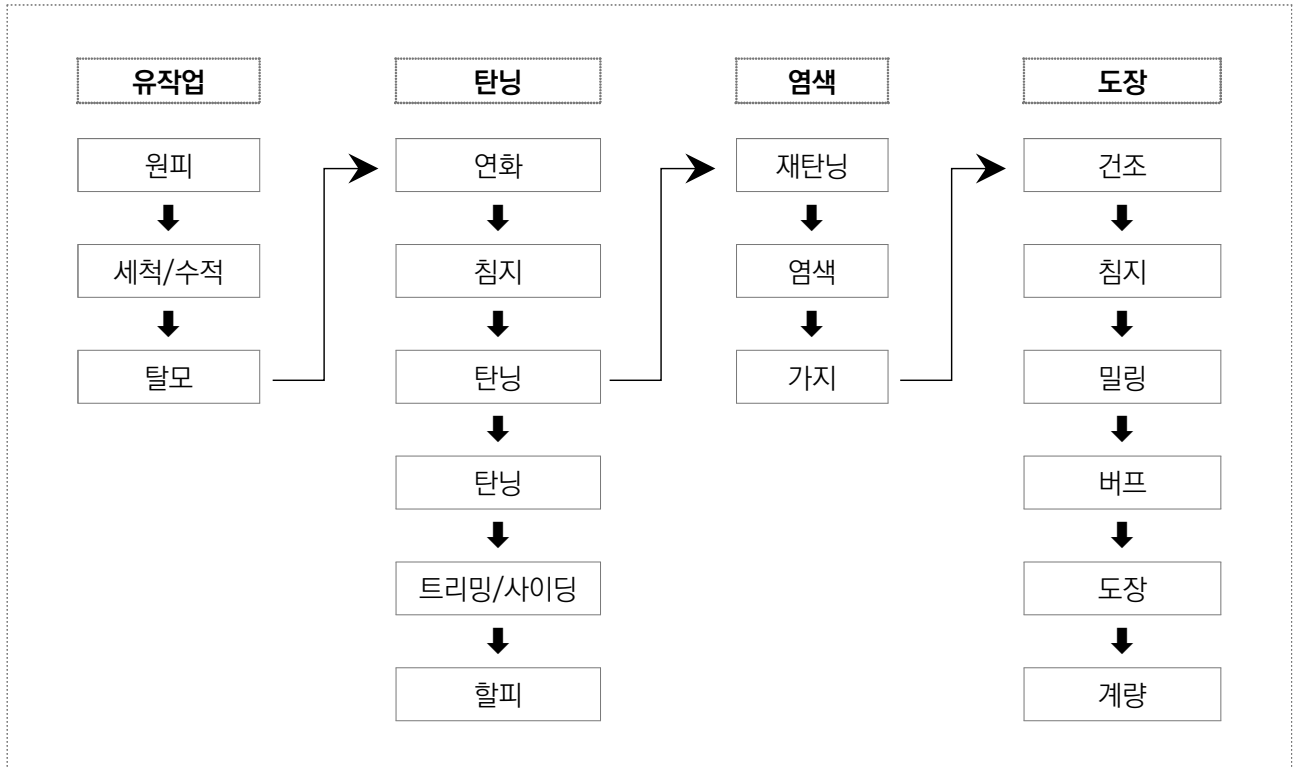 유작업
원피
세척/수적
탈모
탄닝
연화
침지
탄닝
탄닝
트리밍/사이딩
할피
염색
재탄닝
염색
가지
도장
건조
침지
밀링
버프
도장
계량